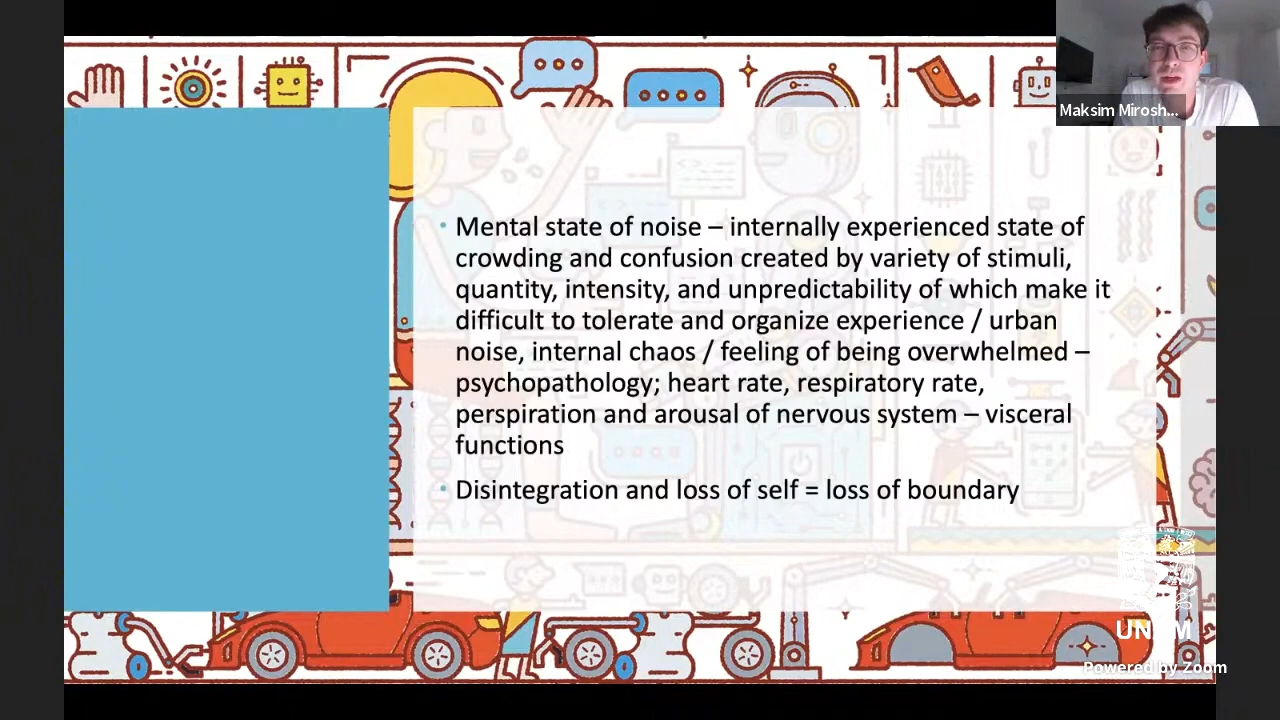 Maksim Mirosh...
• Mental state of noise – internally experienced state of
crowding and confusion created by variety of stimuli,
quantity, intensity, and unpredictability of which make it
difficult to tolerate and organize experience / urban
noise, internal chaos / feeling of being overwhelmed –
psychopathology; heart rate, respiratory rate,
perspiration and arousal of nervous system – visceral
functions
• Disintegration and loss of self = loss of boundary
UNAM
Powered by Zoom